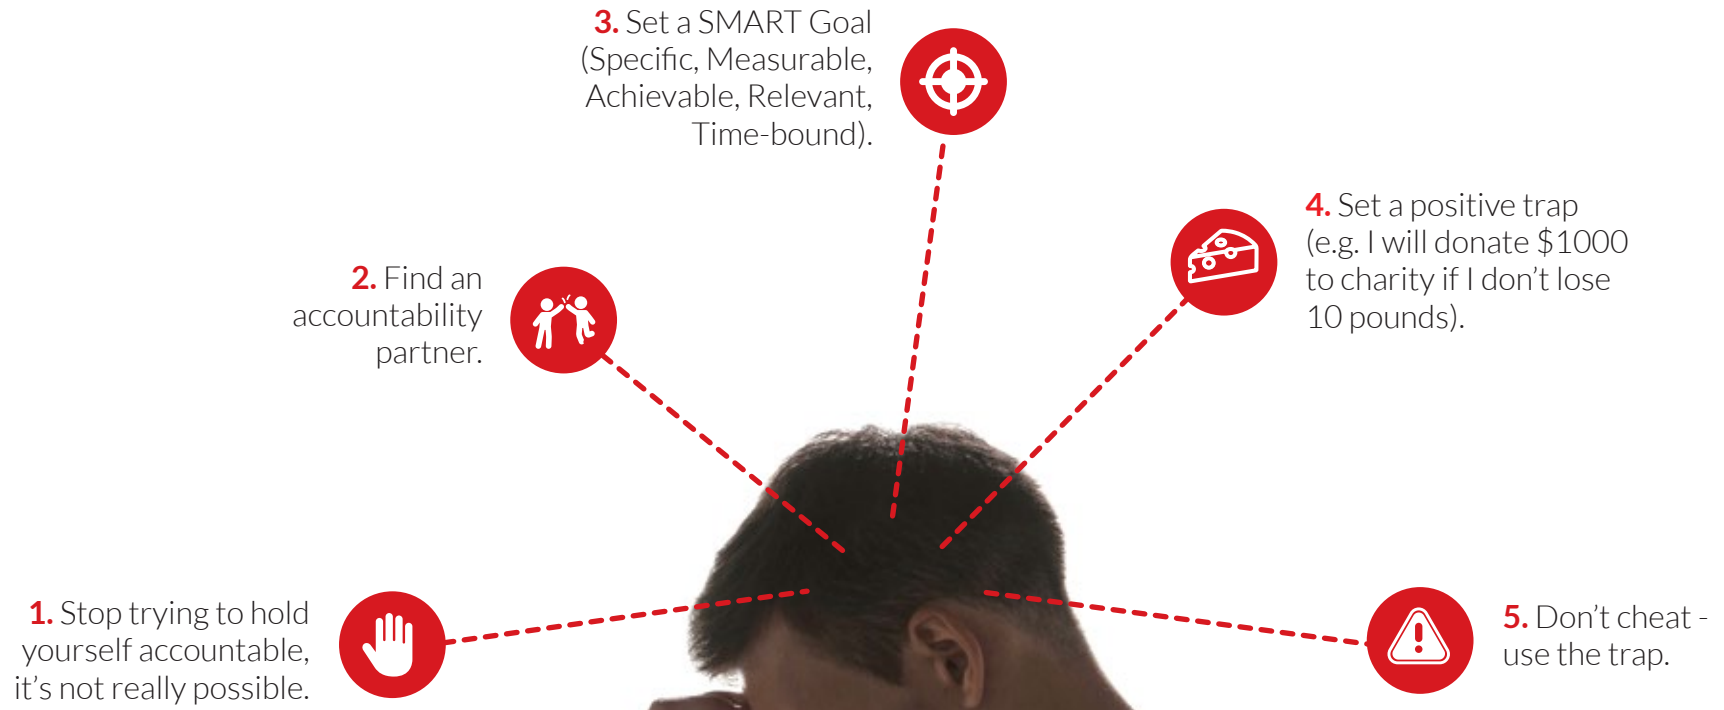 1. Stop trying to hold
yourself accountable,
it’s not really possible.
2. Find an
accountability
partner.
3. Set a SMART Goal
(Specific, Measurable,
Achievable, Relevant,
Time-bound).
4. Set a positive trap
(e.g. I will donate $1000
to charity if I don’t lose
10 pounds).
5. Don’t cheat -
use the trap.